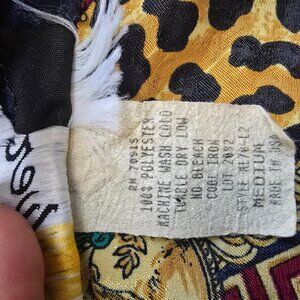 RN 70915
100% POLYESTER
MACHINE WASH COLD
TUMBLE DRY LOW
NO BLEACH
COOL IRON
LOT 2082
STYLE
MEDIUM
MADE IN USA